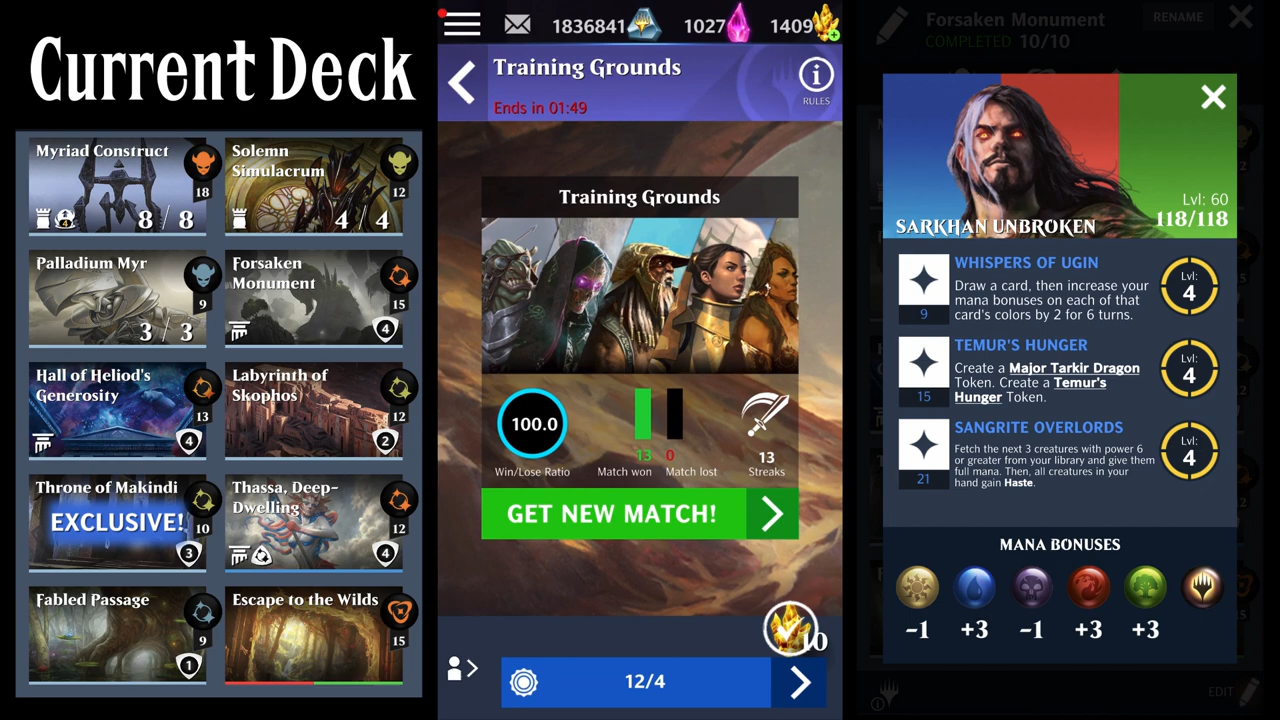 Current Deck
Myriad Construct
18
4
8 / 8
Solemn
Simulacrum
12
4 / 4
Palladium Myr
9
3 / 3
Forsaken
Monument
15
4
Hall of Heliod's
Generosity
13
4
Labyrinth of
Skophos
12
2
Throne of Makindi
EXCLUSIVE!
10
3
Thassa, Deep-
Dwelling
12
4
Fabled Passage
9
1
Escape to the Wilds
15
1836841
1027
1409
Training Grounds
Ends in 01:49
RULES
Training Grounds
100.0
Win/Lose Ratio
13
0
Match won
Match lost
13
Streaks
GET NEW MATCH!
10
12/4
Forsaken Monument
COMPLETED 10/10
RENAME
SARKHAN UNBROKEN
Lvl: 60
118/118
WHISPERS OF UGIN
Draw a card, then increase your
mana bonuses on each of that
card's colors by 2 for 6 turns.
9
Lvl:
4
TEMUR'S HUNGER
Create a Major Tarkir Dragon
Token. Create a Temur's
Hunger Token.
15
Lvl:
4
SANGRITE OVERLORDS
Fetch the next 3 creatures with power 6
or greater from your library and give them
full mana. Then, all creatures in your
hand gain Haste.
21
Lvl:
4
MANA BONUSES
-1
+3
-1
+3
+3
EDIT